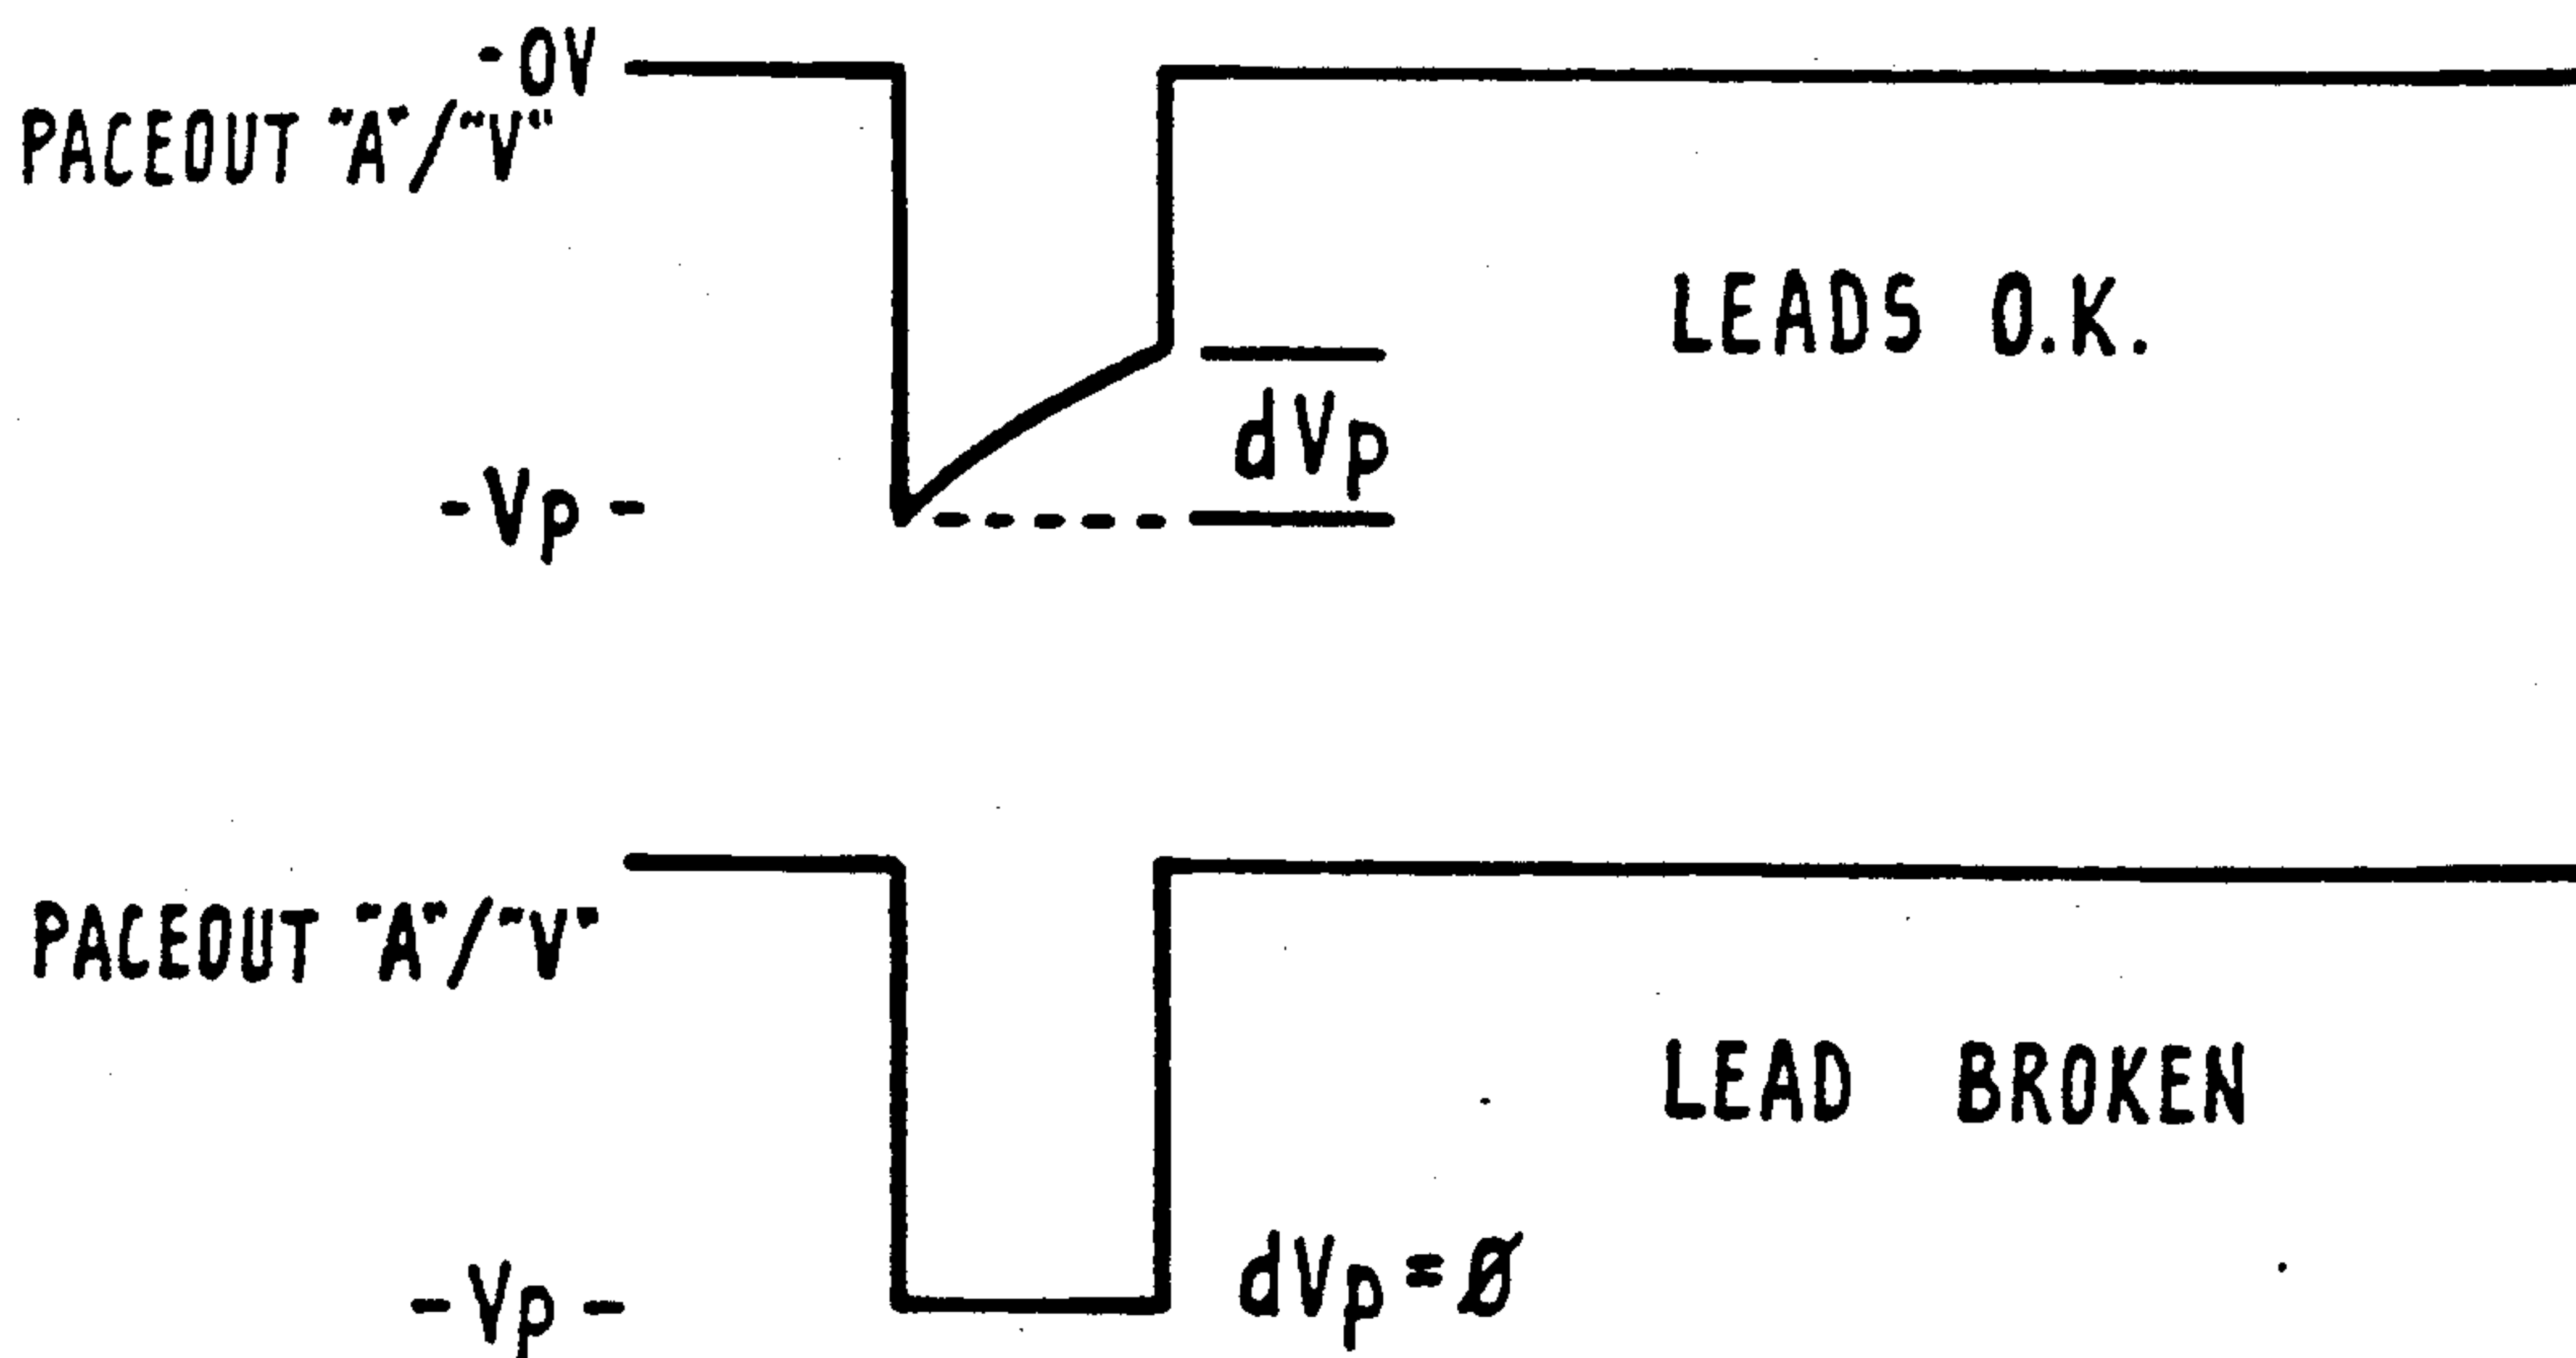 -0V
PACEOUT "A"/"V"
LEADS O.K.
dVp
-Vp-
PACEOUT "A"/"V"
LEAD BROKEN
dVp=Ø
-Vp-